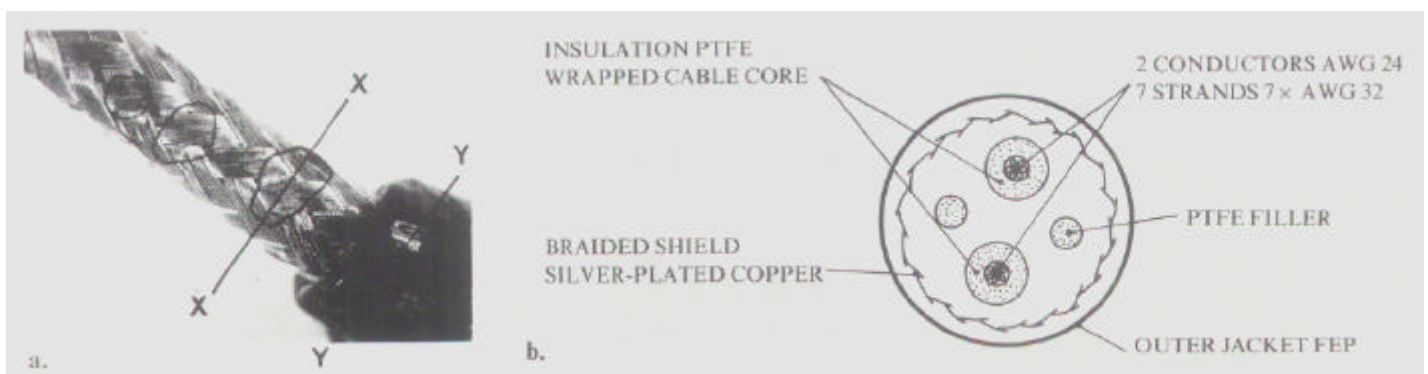 X
Y
X
Y
a.
INSULATION PTFE
WRAPPED CABLE CORE
2 CONDUCTORS AWG 24
7 STRANDS 7× AWG 32
PTFE FILLER
BRAIDED SHIELD
SILVER-PLATED COPPER
OUTER JACKET FEP
b.